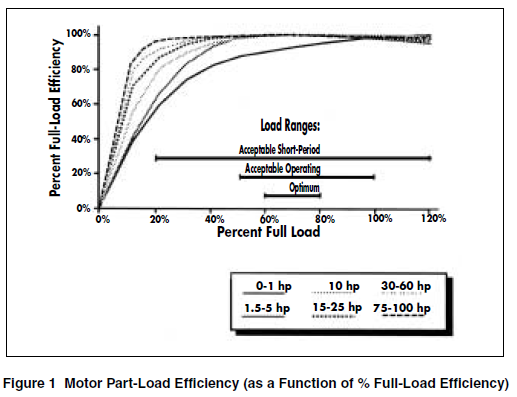 100%
80%
60%
40%
20%
0%
Percent Full-Load Efficiency
Load Ranges:
Acceptable Short-Period
Acceptable Operating
Optimum
0% 20% 40% 60% 80% 100% 120%
Percent Full Load
0-1 hp 10 hp 30-60 hp
1.5-5 hp 15-25 hp 75-100 hp
Figure 1 Motor Part-Load Efficiency (as a Function of % Full-Load Efficiency)